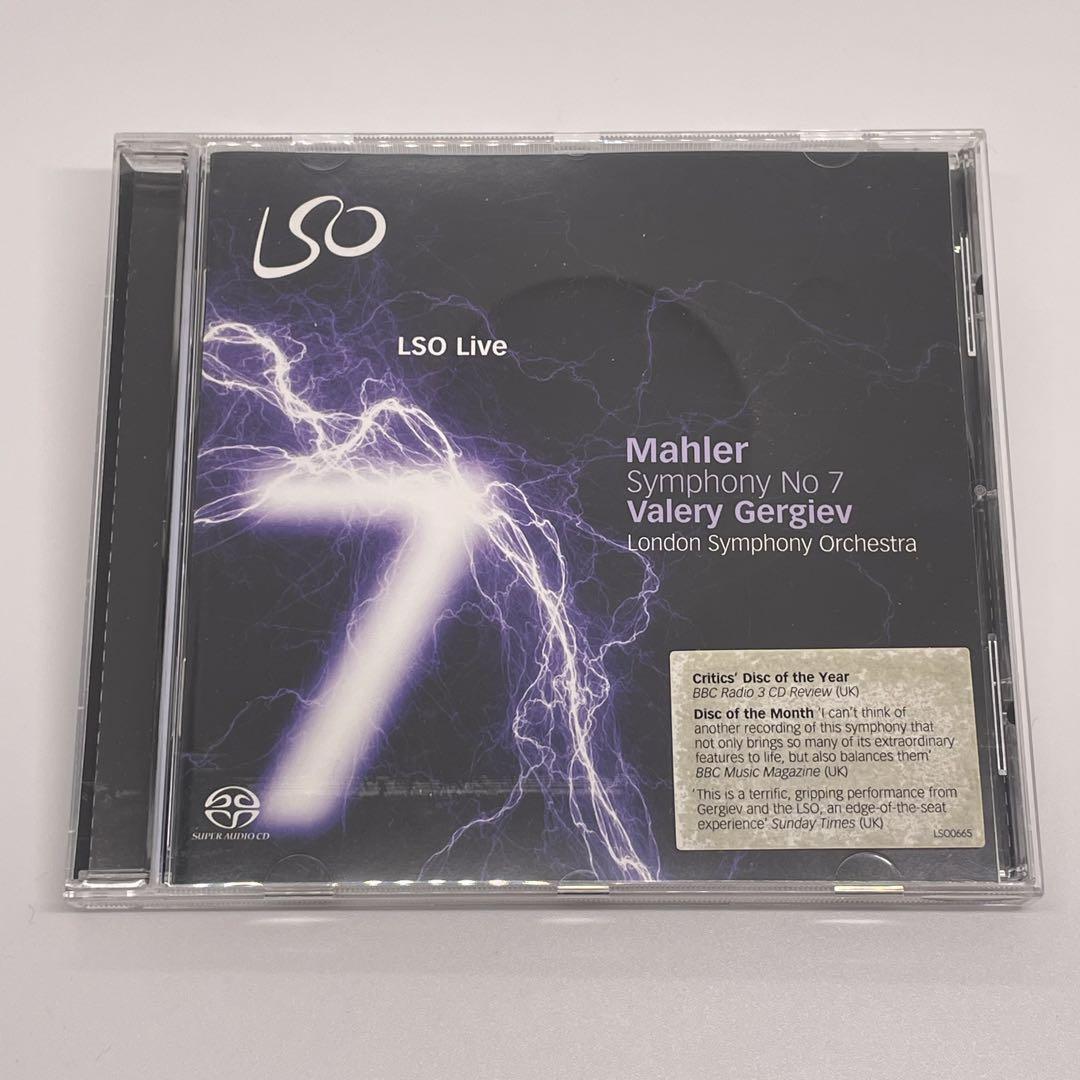 LSO
LSO Live
7
Mahler
Symphony No 7
Valery Gergiev
London Symphony Orchestra
Critics' Disc of the Year
BBC Radio 3 CD Review (UK)
Disc of the Month 'I can't think of
another recording of this symphony that
not only brings so many of its extraordinary
features to life, but also balances them'
BBC Music Magazine (UK)
'This is a terrific, gripping performance from
Gergiev and the LSO, an edge-of-the-seat
experience' Sunday Times (UK)
LSO0665
SUPER AUDIO CD